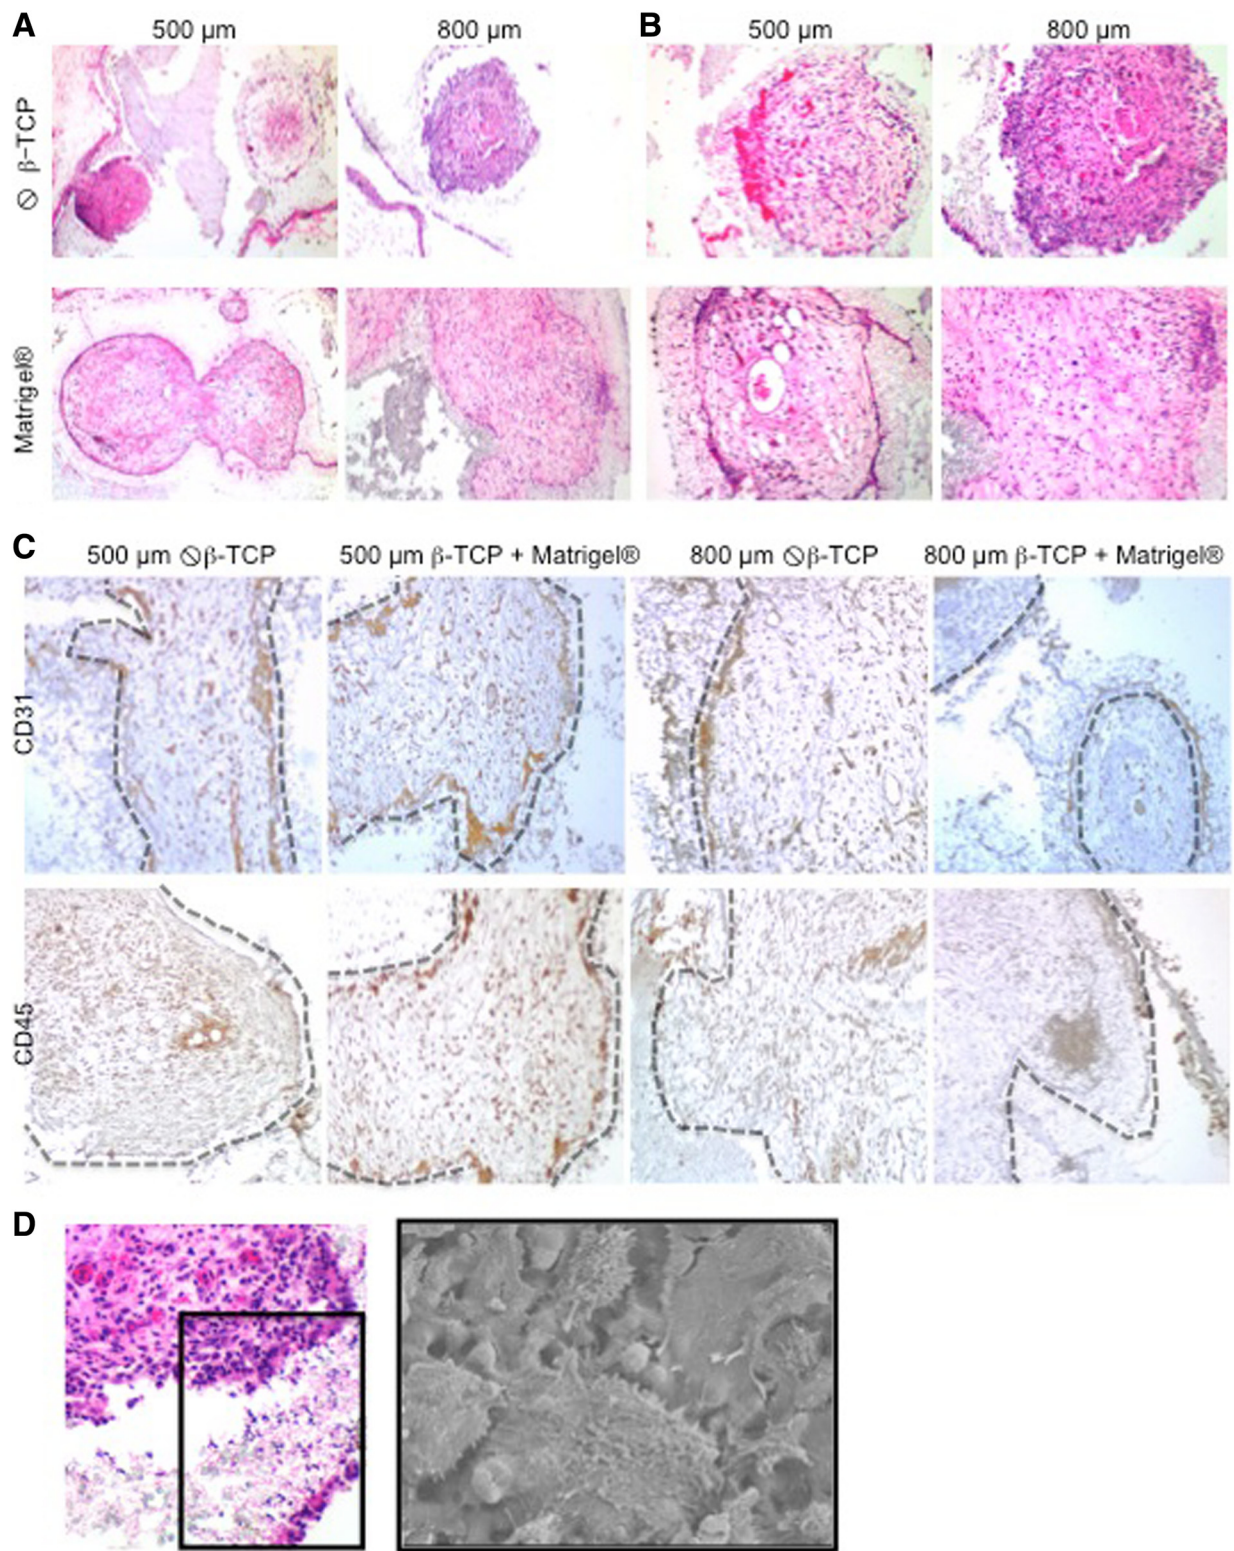 A 500 µm 800 µm B 500 µm 800 µm
⦸ β-TCP
Matrigel®
C 500 µm ⦸β-TCP 500 µm β-TCP + Matrigel® 800 µm ⦸β-TCP 800 µm β-TCP + Matrigel®
CD31
CD45
D